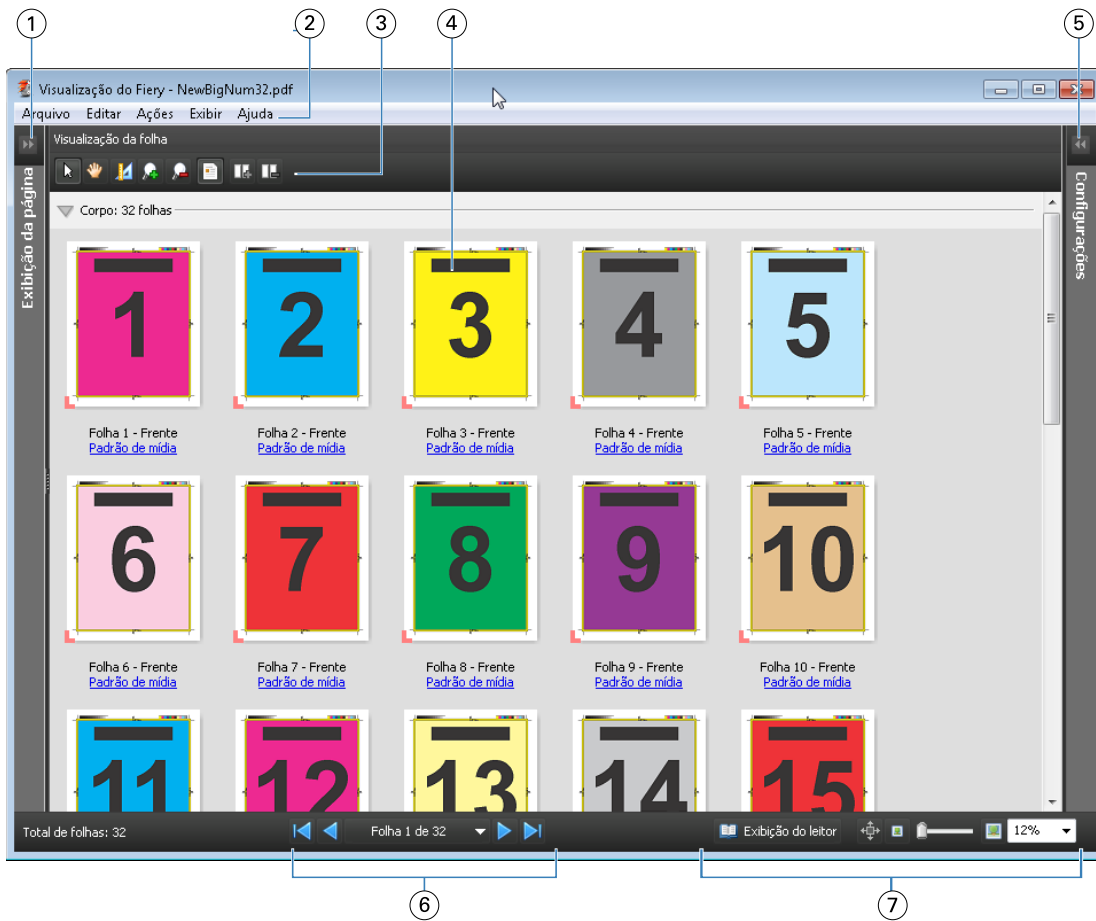 1 2 3 4 5
Visualização do Fiery - NewBigNum32.pdf
Arquivo Editar Ações Exibir Ajuda
Visualização da folha
Exibição da página
Configurações
Corpo: 32 folhas
1 2 3 4 5
Folha 1 - Frente Folha 2 - Frente Folha 3 - Frente Folha 4 - Frente Folha 5 - Frente
Padrão de mídia Padrão de mídia Padrão de mídia Padrão de mídia Padrão de mídia
6 7 8 9 10
Folha 6 - Frente Folha 7 - Frente Folha 8 - Frente Folha 9 - Frente Folha 10 - Frente
Padrão de mídia Padrão de mídia Padrão de mídia Padrão de mídia Padrão de mídia
11 12 13 14 15
Total de folhas: 32 Folha 1 de 32 Exibição do leitor 12%
6 7